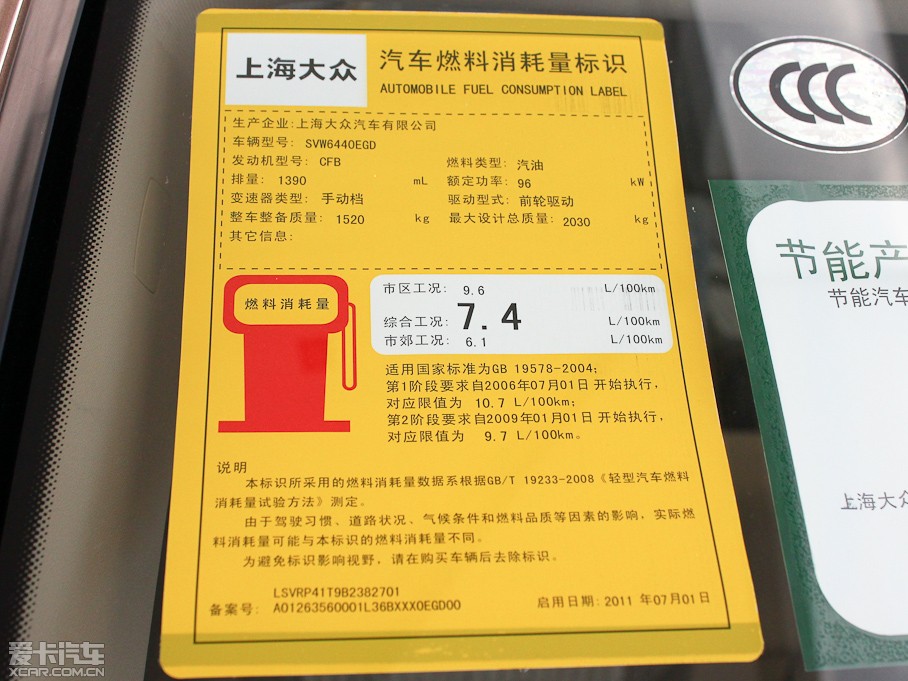 上海大众
汽车燃料消耗量标识
AUTOMOBILE FUEL CONSUMPTION LABEL
生产企业:上海大众汽车有限公司
车辆型号: SVW6440EGD
发动机型号: CFB 燃料类型: 汽油
排量: 1390 mL 额定功率: 96 kW
变速器类型: 手动档 驱动型式: 前轮驱动
整车整备质量: 1520 kg 最大设计总质量: 2030 kg
其它信息:
燃料消耗量
市区工况: 9.6 L/100km
综合工况: 7.4 L/100km
市郊工况: 6.1 L/100km
适用国家标准为GB 19578-2004;
第1阶段要求自2006年07月01日 开始执行,
对应限值为 10.7 L/100km;
第2阶段要求自2009年01月01日 开始执行,
对应限值为 9.7 L/100km。
说明
本标识所采用的燃料消耗量数据系根据GB/T 19233-2008《轻型汽车燃料
消耗量试验方法》测定。
由于驾驶习惯、道路状况、气候条件和燃料品质等因素的影响,实际燃
料消耗量可能与本标识的燃料消耗量不同。
为避免标识影响视野,请在购买车辆后去除标识。
LSVRP41T9B2382701
备案号: A01263560001L36BXXX0EGD00 启用日期: 2011 年07月01日
CCC
节能产
节能汽车
上海大众
爱卡汽车
XCAR.COM.CN